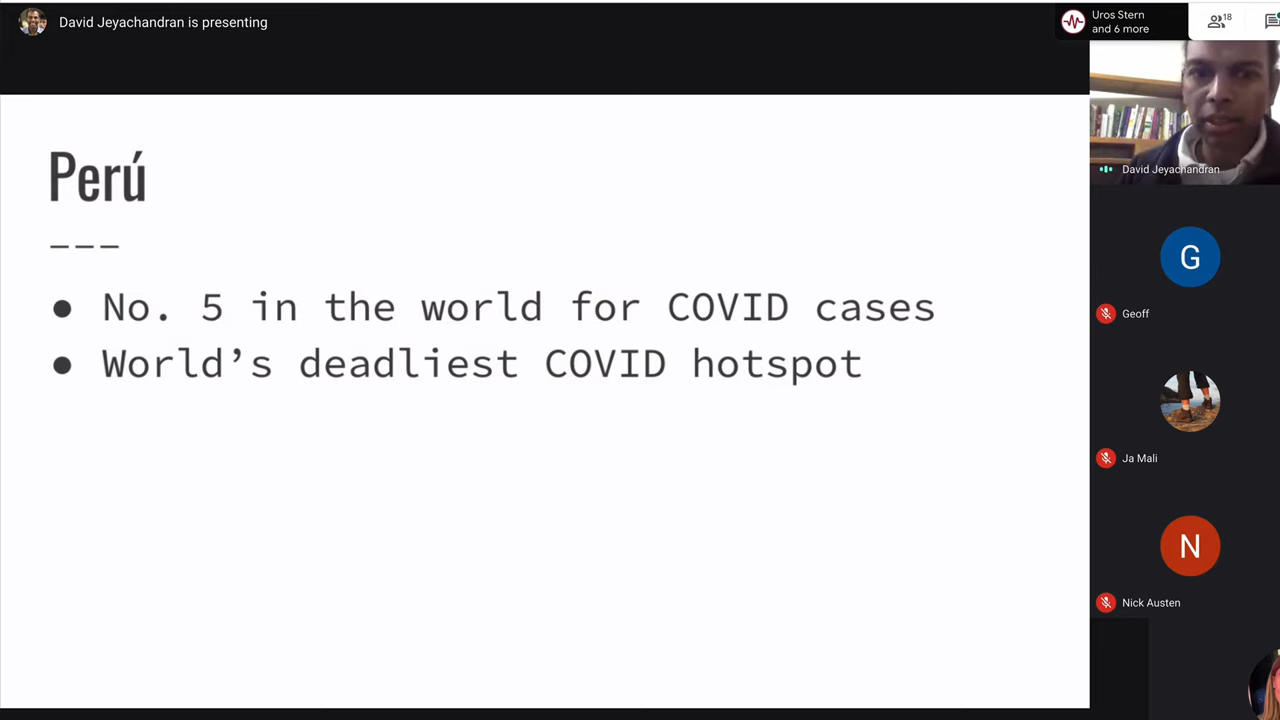 David Jeyachandran is presenting
Uros Stern
and 6 more
18
Perú
---
● No. 5 in the world for COVID cases
● World’s deadliest COVID hotspot
David Jeyachandran
G
Geoff
Ja Mali
N
Nick Austen